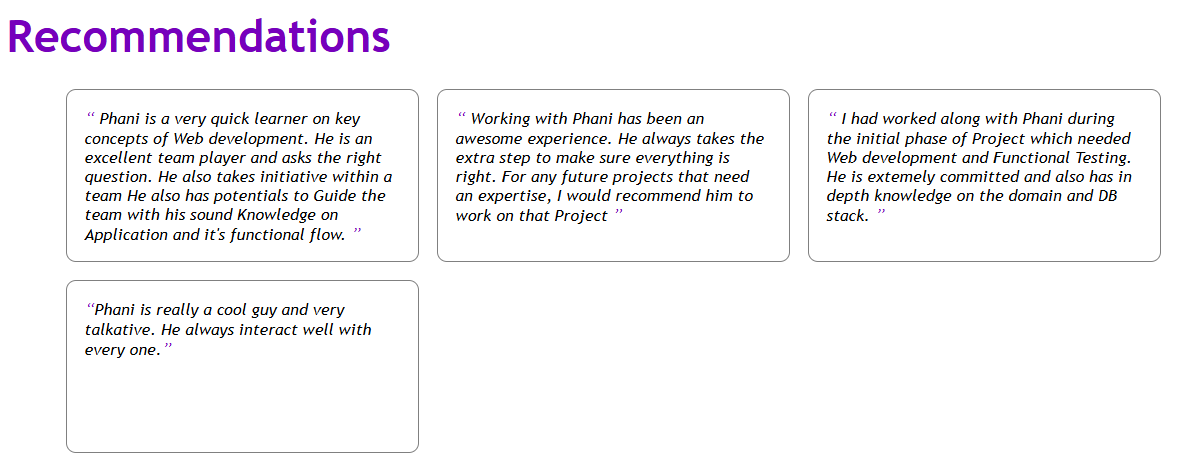 Recommendations
“ Phani is a very quick learner on key
concepts of Web development. He is an
excellent team player and asks the right
question. He also takes initiative within a
team He also has potentials to Guide the
team with his sound Knowledge on
Application and it's functional flow. ”
“ Working with Phani has been an
awesome experience. He always takes the
extra step to make sure everything is
right. For any future projects that need
an expertise, I would recommend him to
work on that Project ”
“ I had worked along with Phani during
the initial phase of Project which needed
Web development and Functional Testing.
He is extemely committed and also has in
depth knowledge on the domain and DB
stack. ”
“Phani is really a cool guy and very
talkative. He always interact well with
every one.”